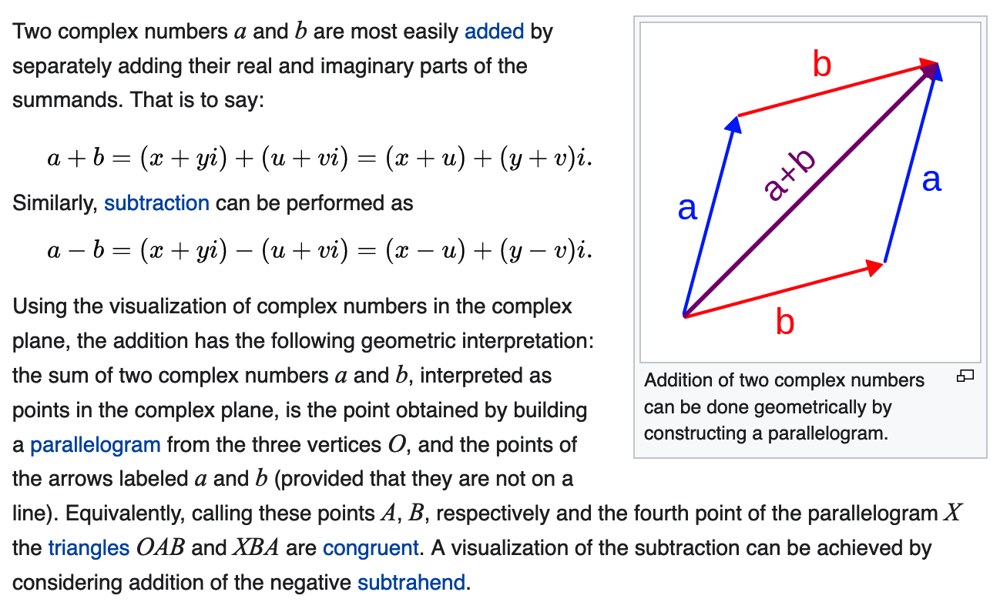 Two complex numbers a and b are most easily added by
separately adding their real and imaginary parts of the
summands. That is to say:
a + b = (x + yi) + (u + vi) = (x + u) + (y + v)i.
Similarly, subtraction can be performed as
a − b = (x + yi) − (u + vi) = (x − u) + (y − v)i.
Using the visualization of complex numbers in the complex
plane, the addition has the following geometric interpretation:
the sum of two complex numbers a and b, interpreted as
points in the complex plane, is the point obtained by building
a parallelogram from the three vertices O, and the points of
the arrows labeled a and b (provided that they are not on a
line). Equivalently, calling these points A, B, respectively and the fourth point of the parallelogram X
the triangles OAB and XBA are congruent. A visualization of the subtraction can be achieved by
considering addition of the negative subtrahend.
b
a+b
a
a
b
Addition of two complex numbers
can be done geometrically by
constructing a parallelogram.